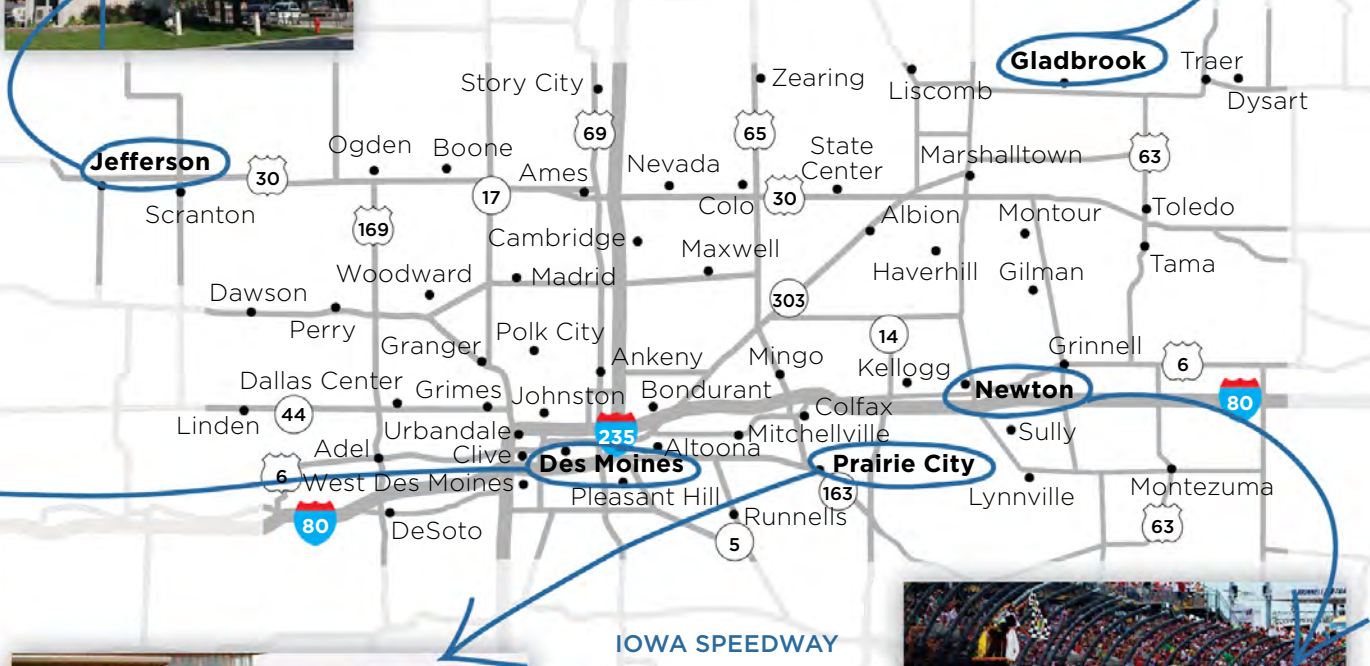 Gladbrook
Traer
Story City
Zearing
Liscomb
Dysart
69
65
Ogden
Boone
State
Center
Jefferson
Nevada
Marshalltown
63
30
Ames
17
Colo
30
Scranton
169
Albion
Montour
Toledo
Cambridge
Maxwell
Haverhill
Gilman
Tama
Woodward
Madrid
Dawson
303
Perry
Polk City
14
Granger
Ankeny
Mingo
Grinnell
6
Kellogg
Dallas Center
Grimes
Johnston
Bondurant
Newton
80
44
Colfax
Linden
Urbandale
235
Mitchellville
Sully
Adel
Clive
Altoona
Des Moines
Prairie City
6
West Des Moines
Pleasant Hill
163
Lynnville
Montezuma
80
DeSoto
Runnells
63
5
IOWA SPEEDWAY